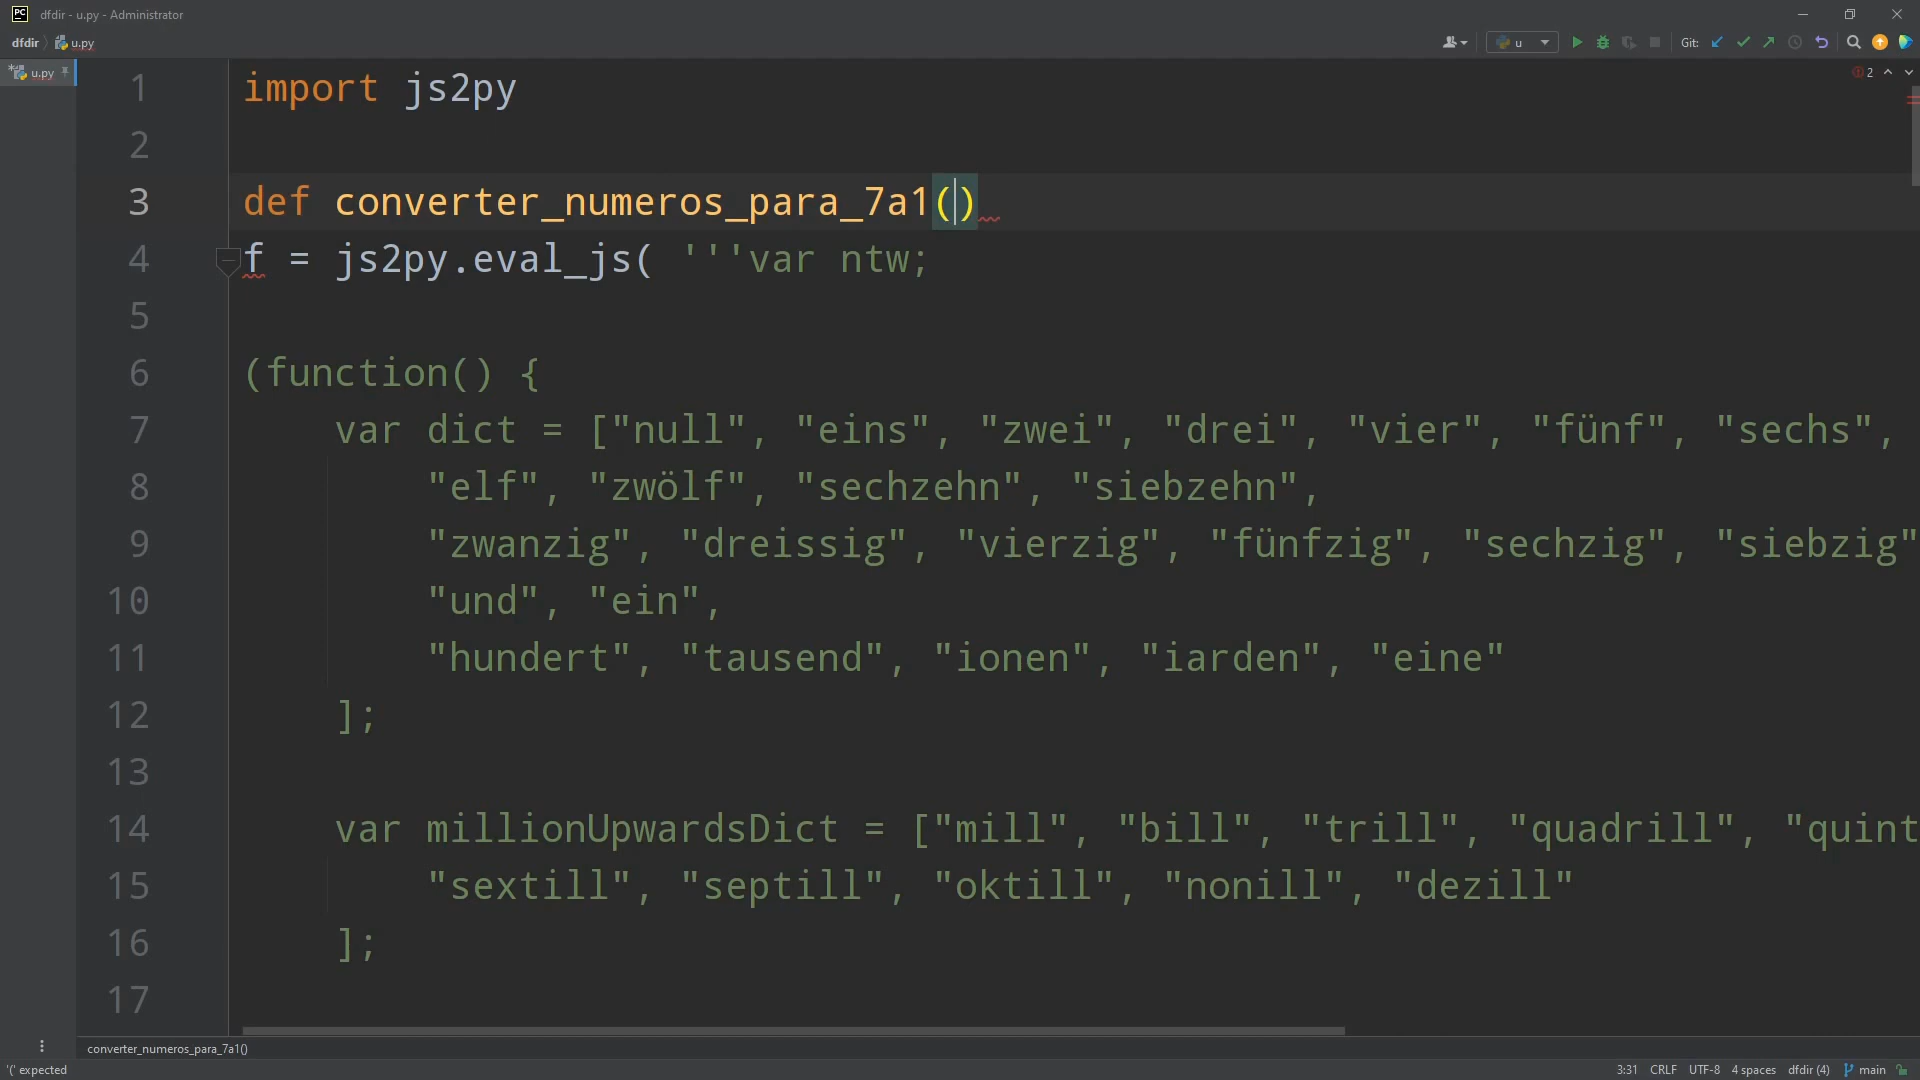 PC dfdir - u.py - Administrator
dfdir u.py u Git:
*u.py 2
1 import js2py
2
3 def converter_numeros_para_7a1()
4 f = js2py.eval_js( '''var ntw;
5
6 (function() {
7 var dict = ["null", "eins", "zwei", "drei", "vier", "fünf", "sechs",
8 "elf", "zwölf", "sechzehn", "siebzehn",
9 "zwanzig", "dreissig", "vierzig", "fünfzig", "sechzig", "siebzig"
10 "und", "ein",
11 "hundert", "tausend", "ionen", "iarden", "eine"
12 ];
13
14 var millionUpwardsDict = ["mill", "bill", "trill", "quadrill", "quint
15 "sextill", "septill", "oktill", "nonill", "dezill"
16 ];
17
converter_numeros_para_7a1()
'(' expected 3:31 CRLF UTF-8 4 spaces dfdir (4) main